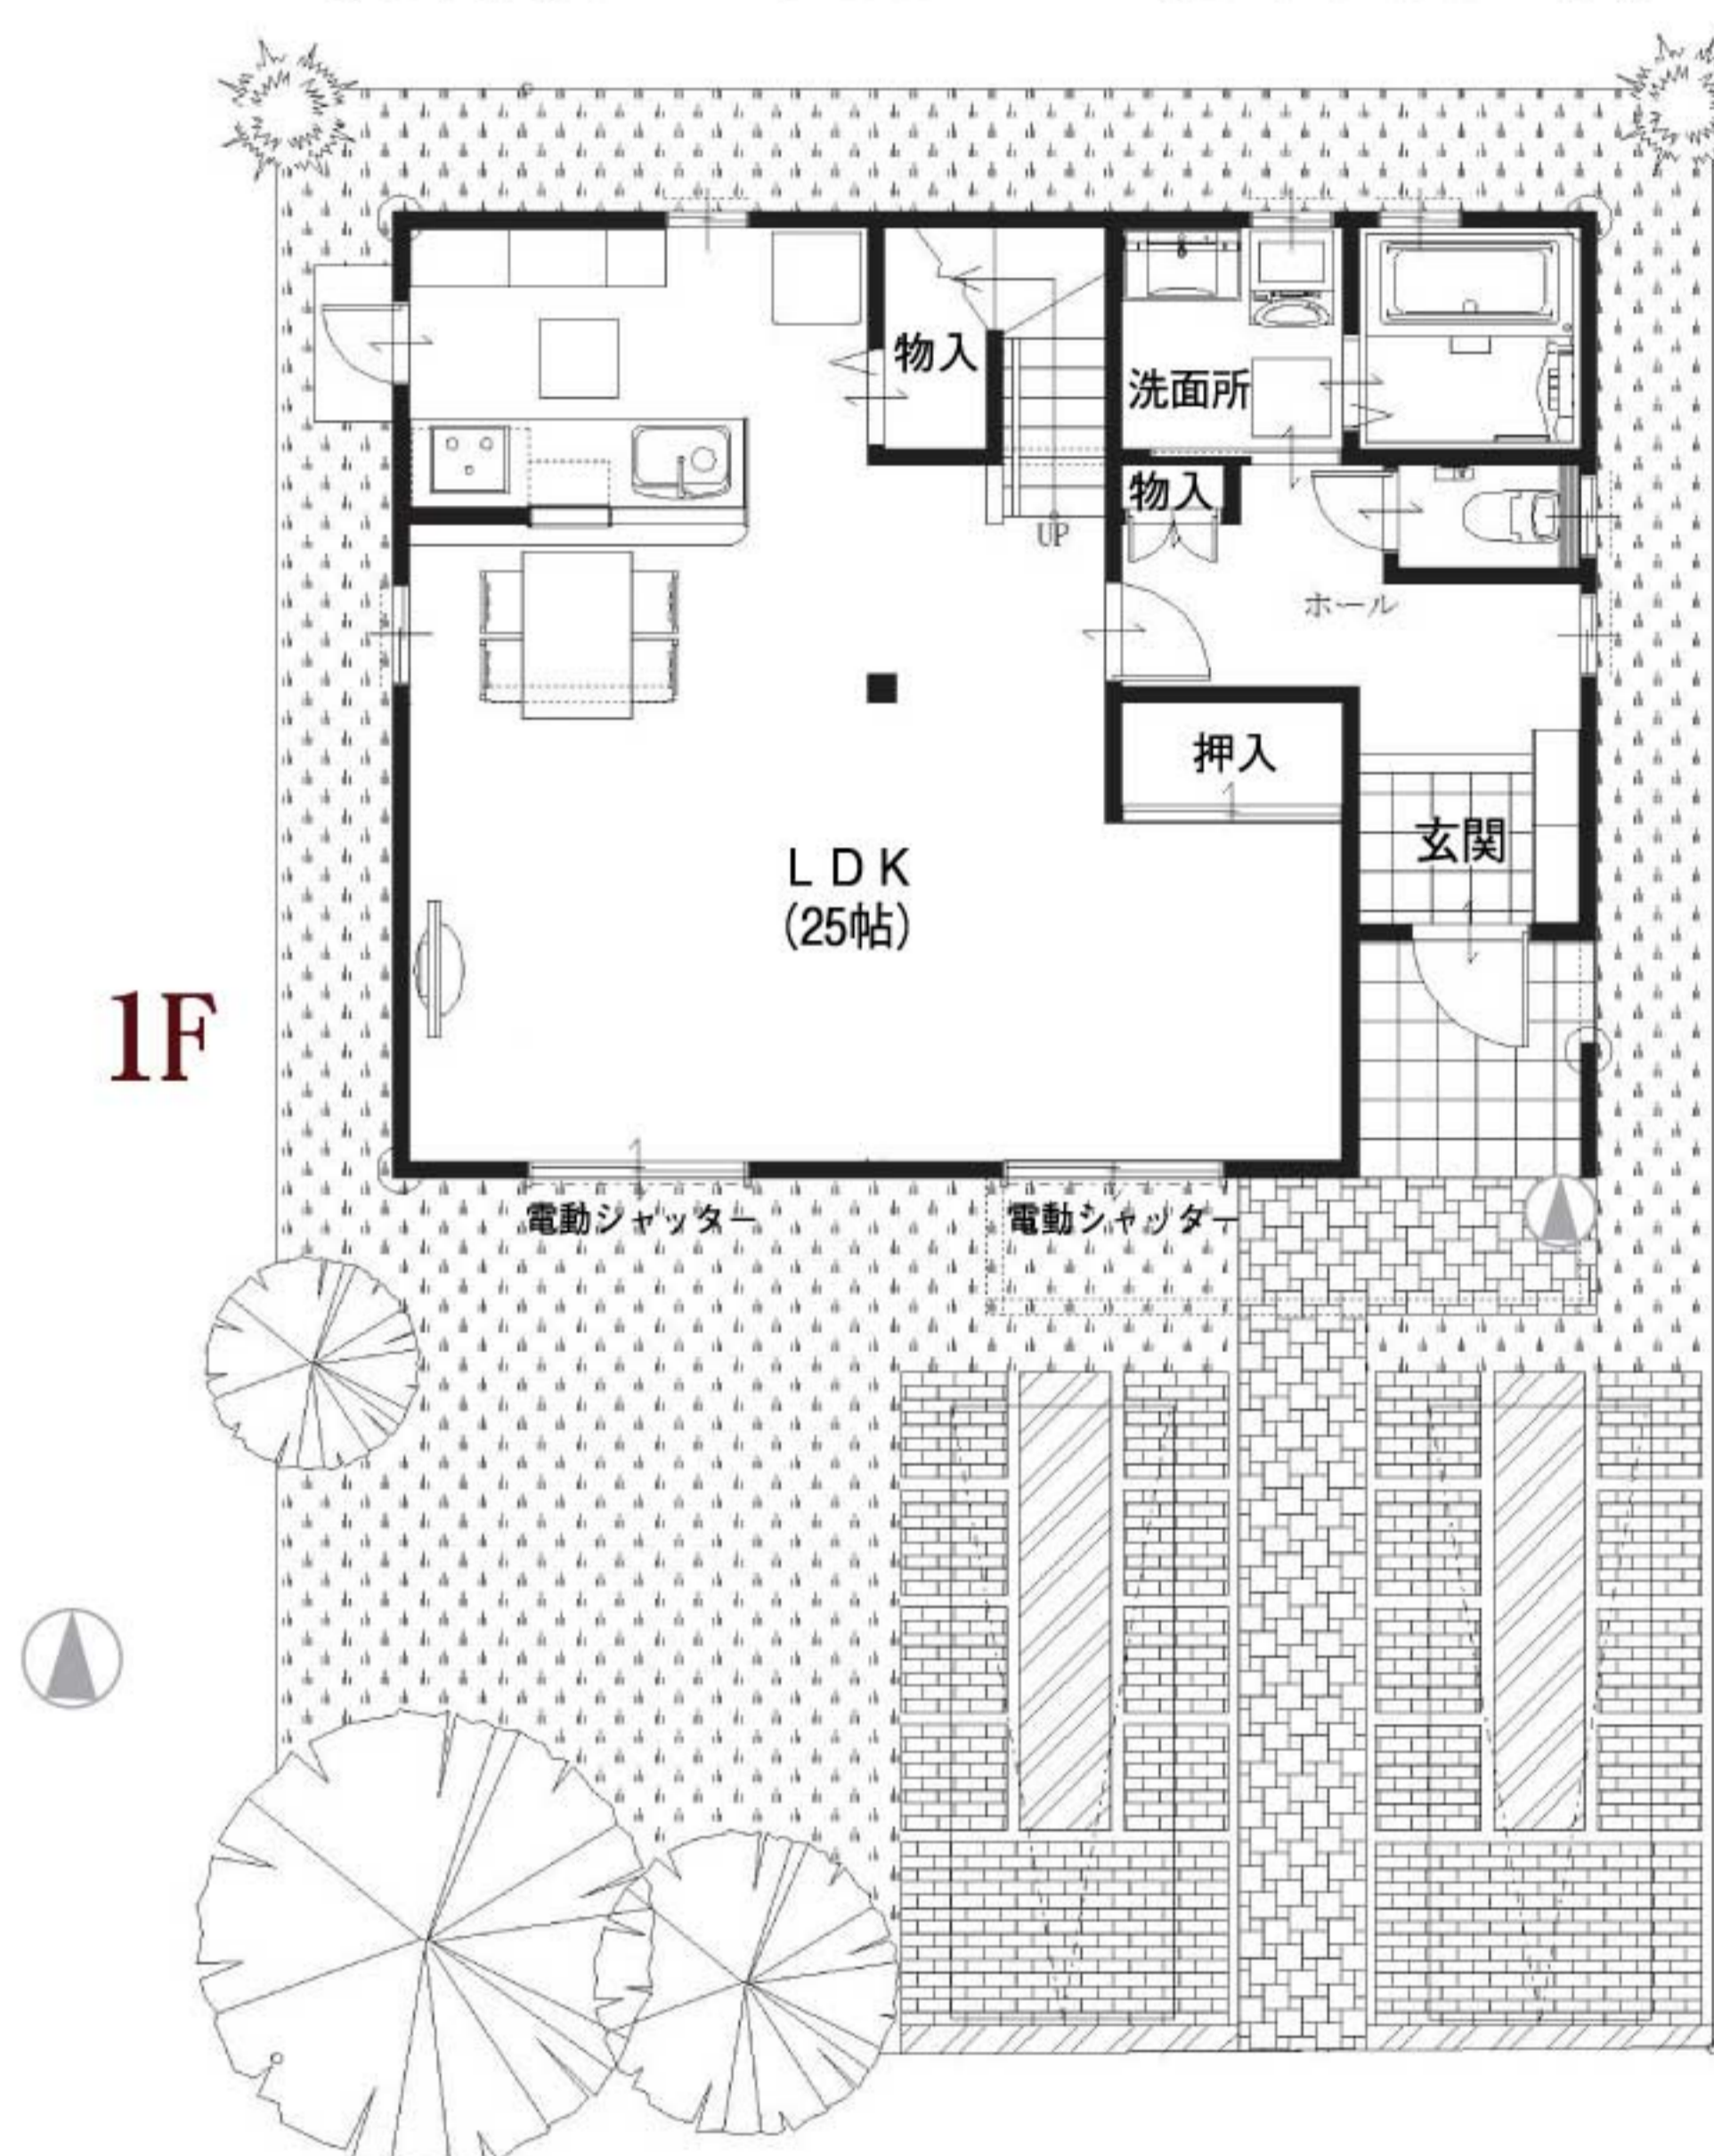 物入
洗面所
物入
UP
ホール
押入
玄関
LDK
(25帖)
1F
電動シャッター
電動シャッター